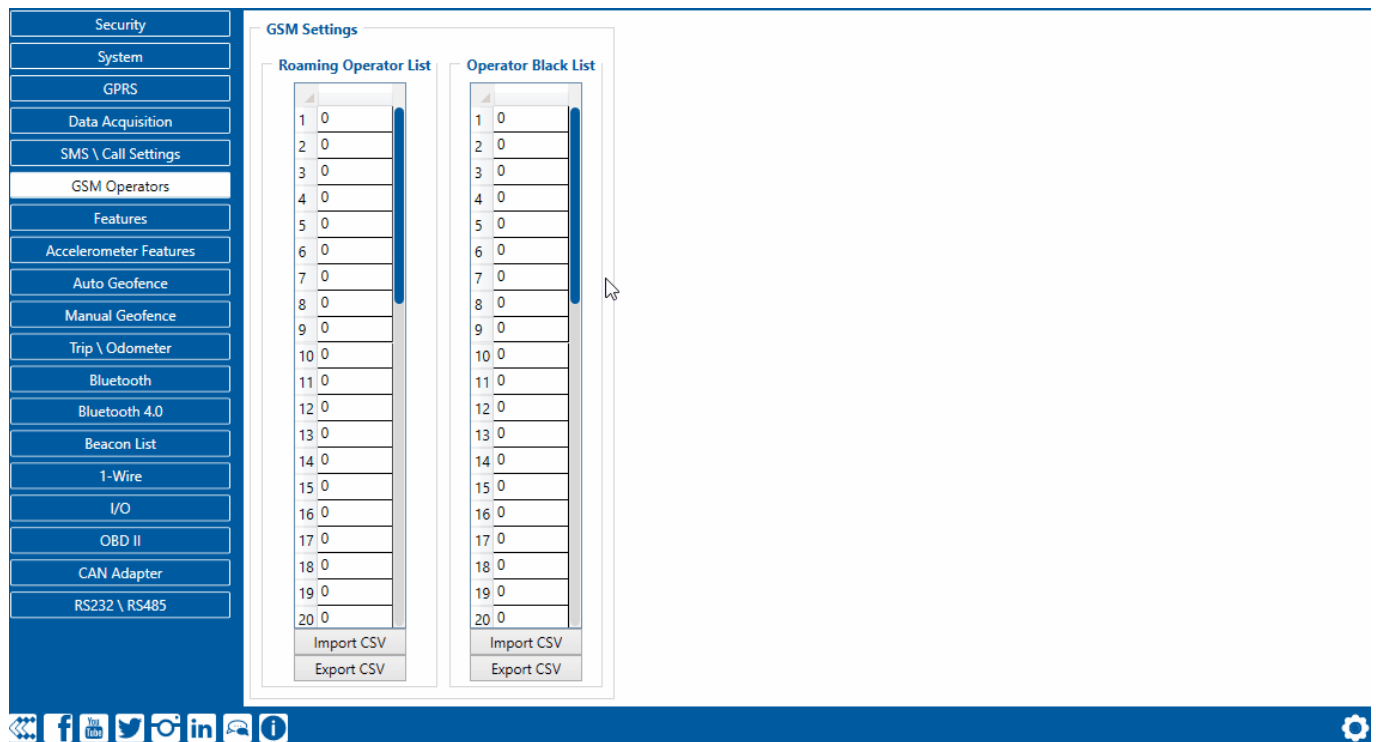 Security
System
GPRS
Data Acquisition
SMS \ Call Settings
GSM Operators
Features
Accelerometer Features
Auto Geofence
Manual Geofence
Trip \ Odometer
Bluetooth
Bluetooth 4.0
Beacon List
1-Wire
I/O
OBD II
CAN Adapter
RS232 \ RS485
GSM Settings
Roaming Operator List
1 0
2 0
3 0
4 0
5 0
6 0
7 0
8 0
9 0
10 0
11 0
12 0
13 0
14 0
15 0
16 0
17 0
18 0
19 0
20 0
Import CSV
Export CSV
Operator Black List
1 0
2 0
3 0
4 0
5 0
6 0
7 0
8 0
9 0
10 0
11 0
12 0
13 0
14 0
15 0
16 0
17 0
18 0
19 0
20 0
Import CSV
Export CSV
f
You
Tube
in
i